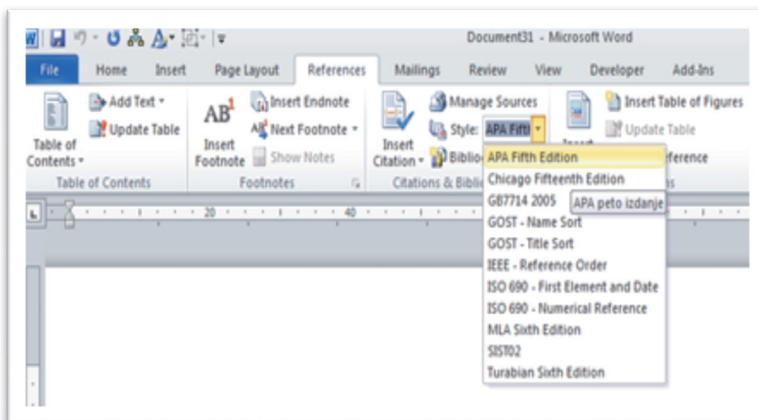 Document31 - Microsoft Word
File Home Insert Page Layout References Mailings Review View Developer Add-Ins
Add Text
Update Table
Table of Contents
AB1
Insert Footnote
Insert Endnote
Next Footnote
Show Notes
Insert Citation
Manage Sources
Style: APA Fifth
Insert Table of Figures
Update Table
Table of Contents Footnotes Citations &
APA Fifth Edition
Chicago Fifteenth Edition
GB7714 2005
APA peto izdanje
GOST - Name Sort
GOST - Title Sort
IEEE - Reference Order
ISO 690 - First Element and Date
ISO 690 - Numerical Reference
MLA Sixth Edition
SIST02
Turabian Sixth Edition
20 40